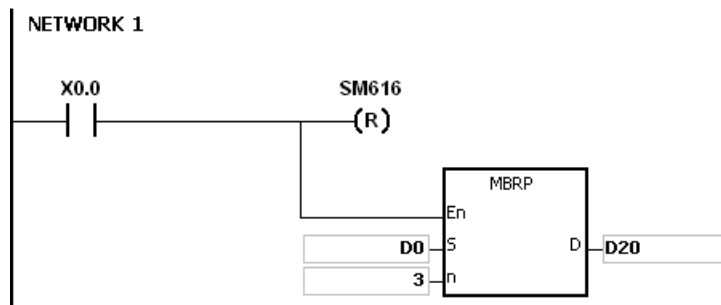 NETWORK 1
X0.0
SM616
(R)
MBRP
En
D0 S D D20
3 n